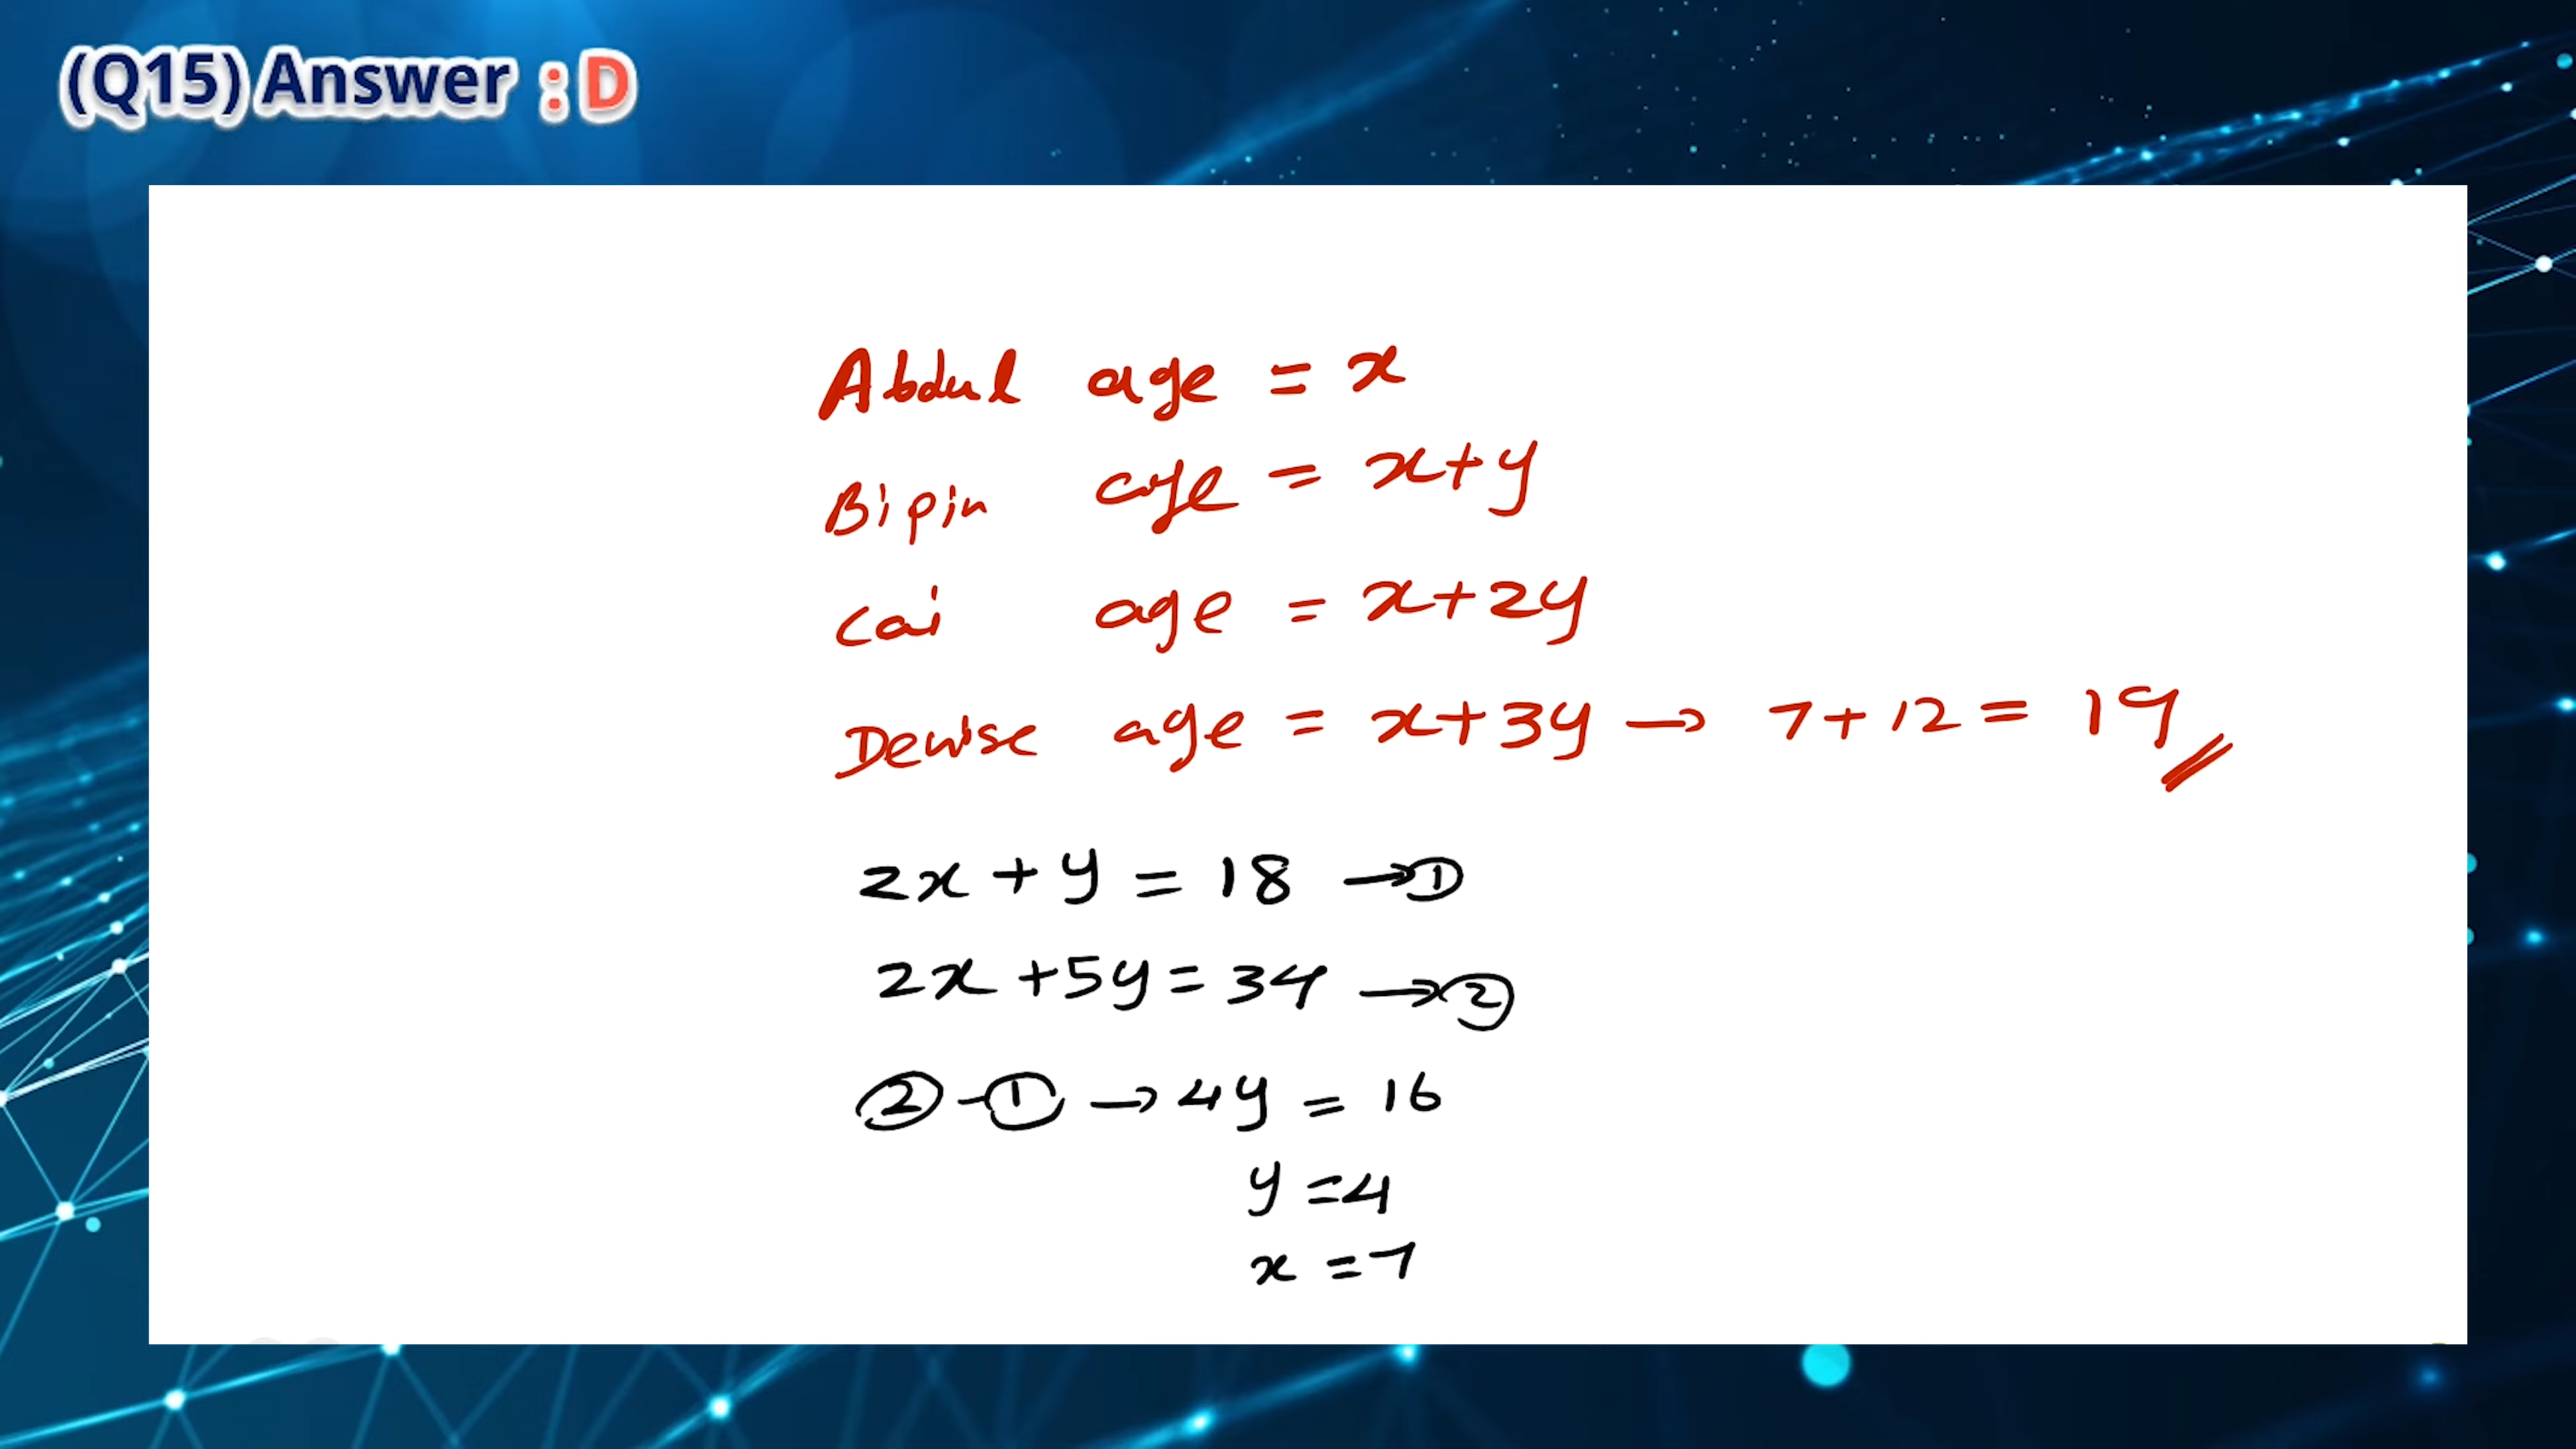 (Q15) Answer : D
Abdul age = x
Bipin age = x+y
Cai age = x+2y
Denise age = x+3y → 7+12 = 19
2x + y = 18 → ①
2x +5y = 34 → ②
② - ① → 4y = 16
y = 4
x = 7